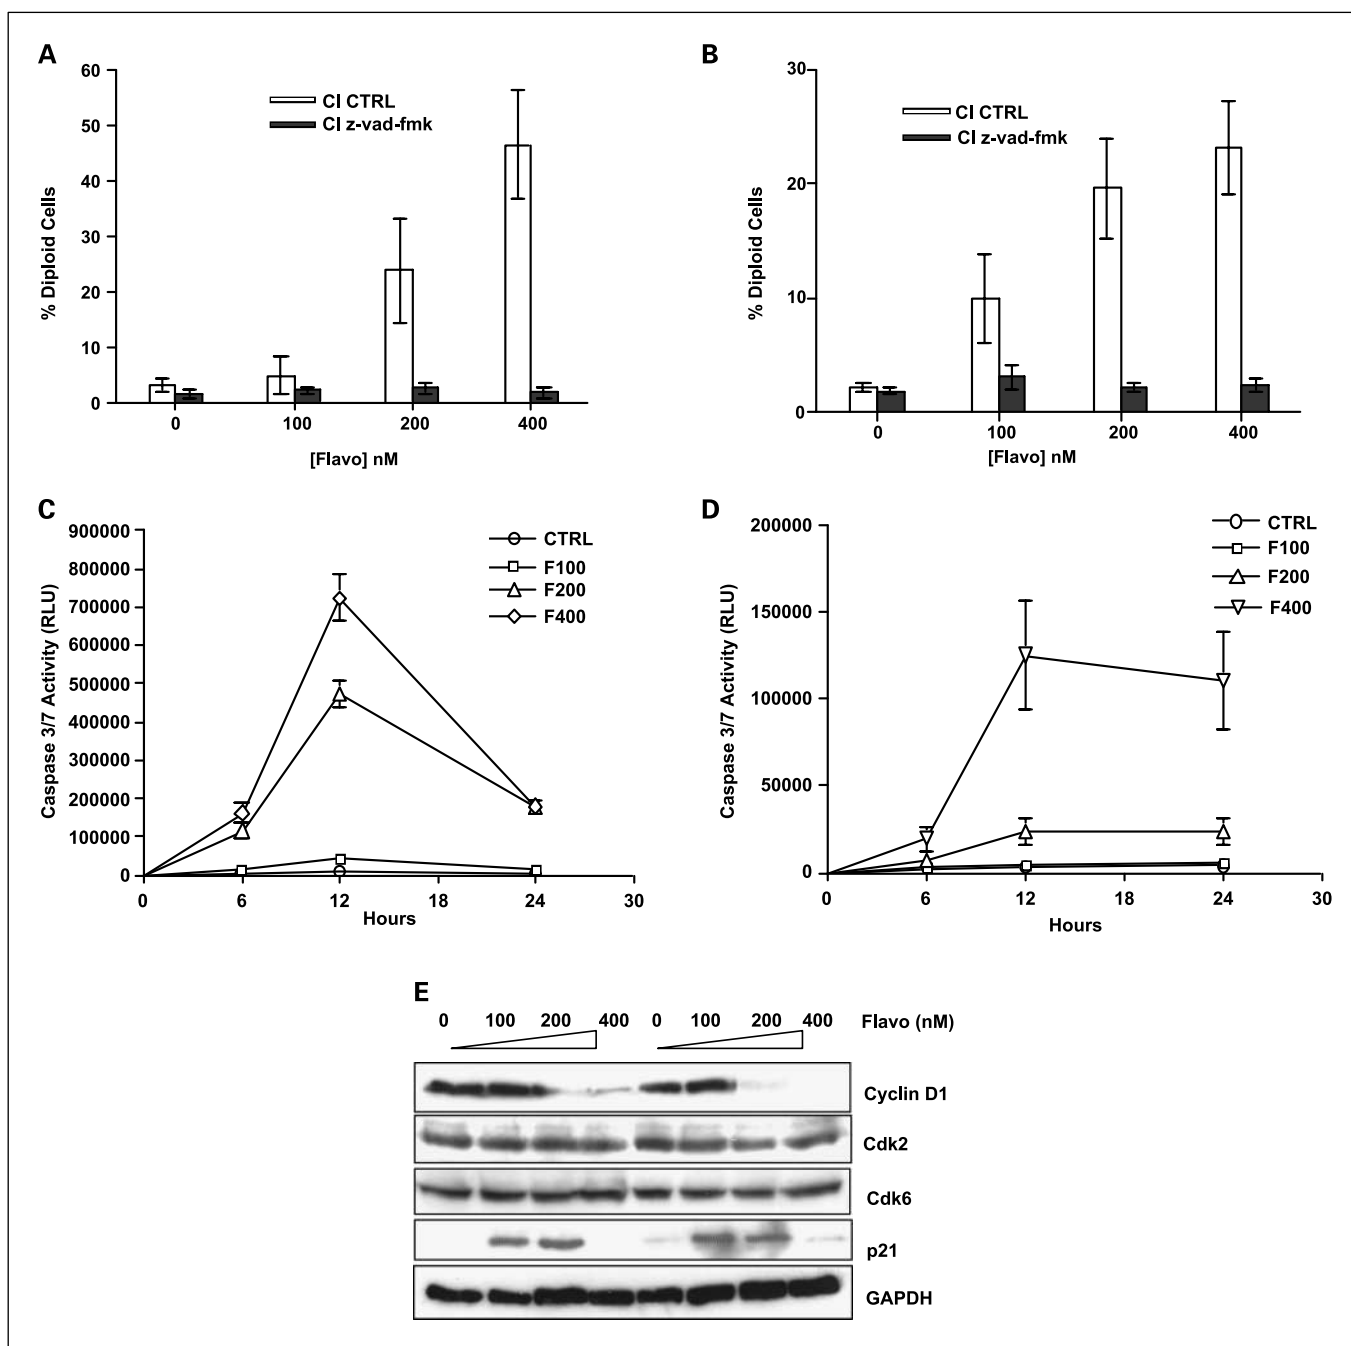 A
60
50
40
30
20
10
0
% Diploid Cells
CI CTRL
CI z-vad-fmk
0 100 200 400
[Flavo] nM
B
30
20
10
0
% Diploid Cells
CI CTRL
CI z-vad-fmk
0 100 200 400
[Flavo] nM
C
900000
800000
700000
600000
500000
400000
300000
200000
100000
0
Caspase 3/7 Activity (RLU)
CTRL
F100
F200
F400
0 6 12 18 24 30
Hours
D
200000
150000
100000
50000
0
Caspase 3/7 Activity (RLU)
CTRL
F100
F200
F400
0 6 12 18 24 30
Hours
E
0 100 200 400 0 100 200 400 Flavo (nM)
Cyclin D1
Cdk2
Cdk6
p21
GAPDH